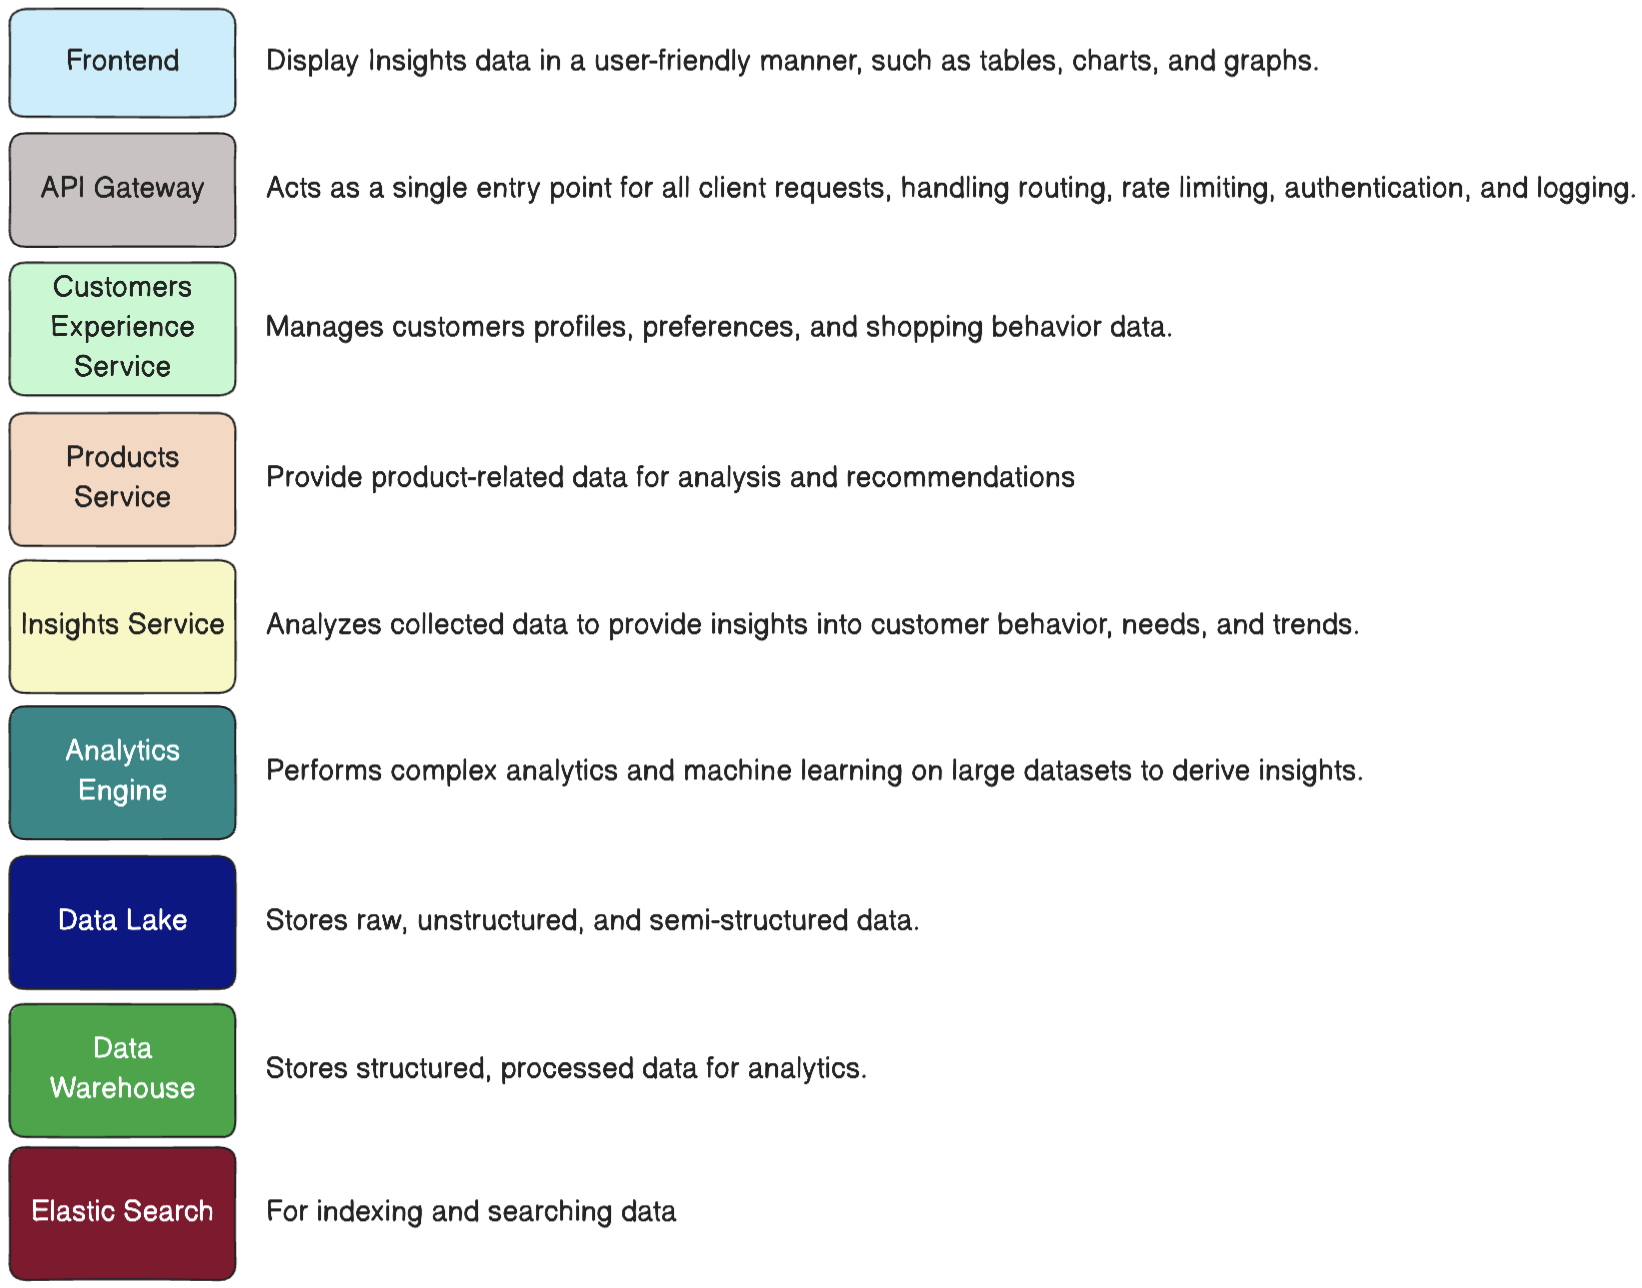 Frontend
Display Insights data in a user-friendly manner, such as tables, charts, and graphs.
API Gateway
Acts as a single entry point for all client requests, handling routing, rate limiting, authentication, and logging.
Customers
Experience
Service
Manages customers profiles, preferences, and shopping behavior data.
Products
Service
Provide product-related data for analysis and recommendations
Insights Service
Analyzes collected data to provide insights into customer behavior, needs, and trends.
Analytics
Engine
Performs complex analytics and machine learning on large datasets to derive insights.
Data Lake
Stores raw, unstructured, and semi-structured data.
Data
Warehouse
Stores structured, processed data for analytics.
Elastic Search
For indexing and searching data